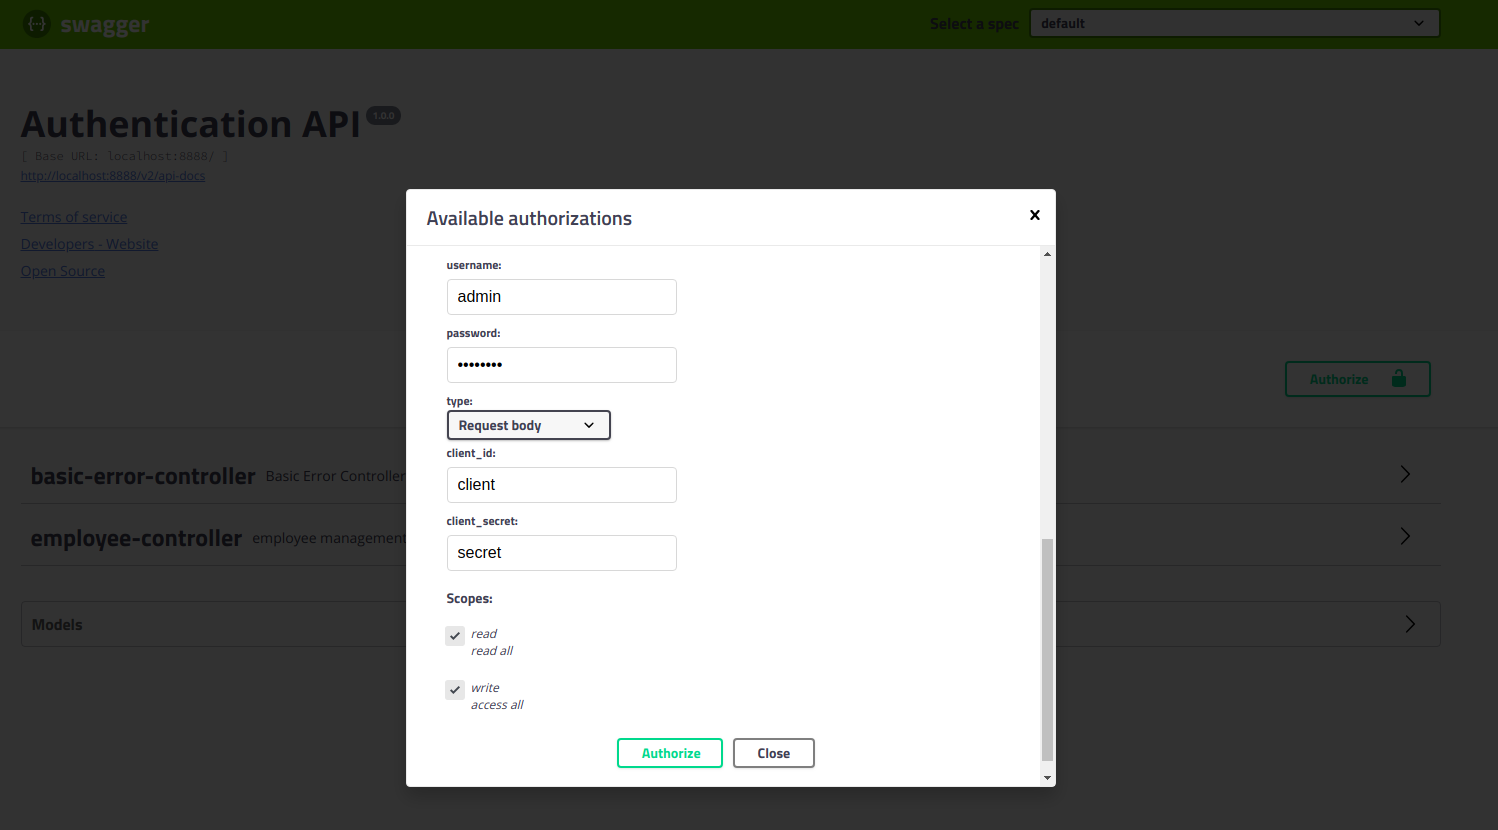 swagger
Select a spec default
Authentication API 1.0.0
[ Base URL: localhost:8888/ ]
http://localhost:8888/v2/api-docs
Terms of service
Developers - Website
Open Source
Authorize
basic-error-controller Basic Error Controller
employee-controller employee management
Models
Available authorizations
username:
admin
password:
••••••••
type:
Request body
client_id:
client
client_secret:
secret
Scopes:
read
read all
write
access all
Authorize Close